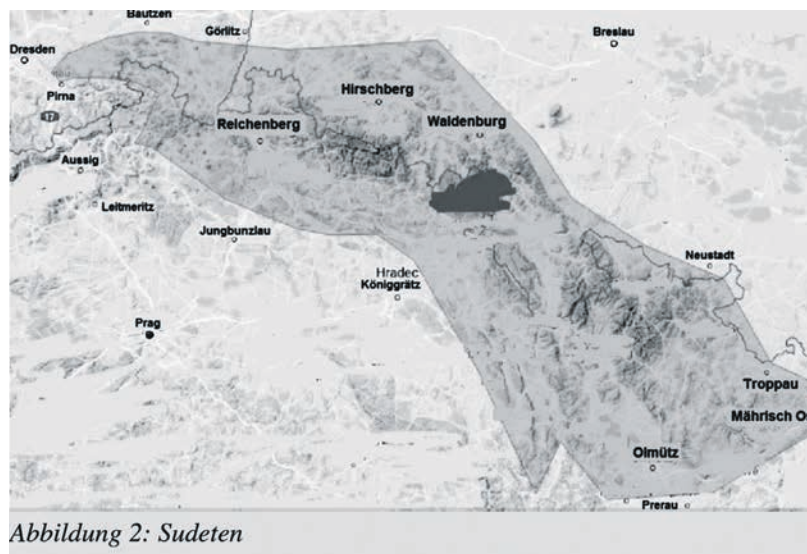 Bautzen
Görlitz
Dresden
Breslau
Pirna
Hirschberg
17
Reichenberg
Waldenburg
Aussig
Leitmeritz
Jungbunzlau
Neustadt
Hradec
Königgrätz
Prag
Troppau
Mährisch Os
Olmütz
Prerau
Abbildung 2: Sudeten